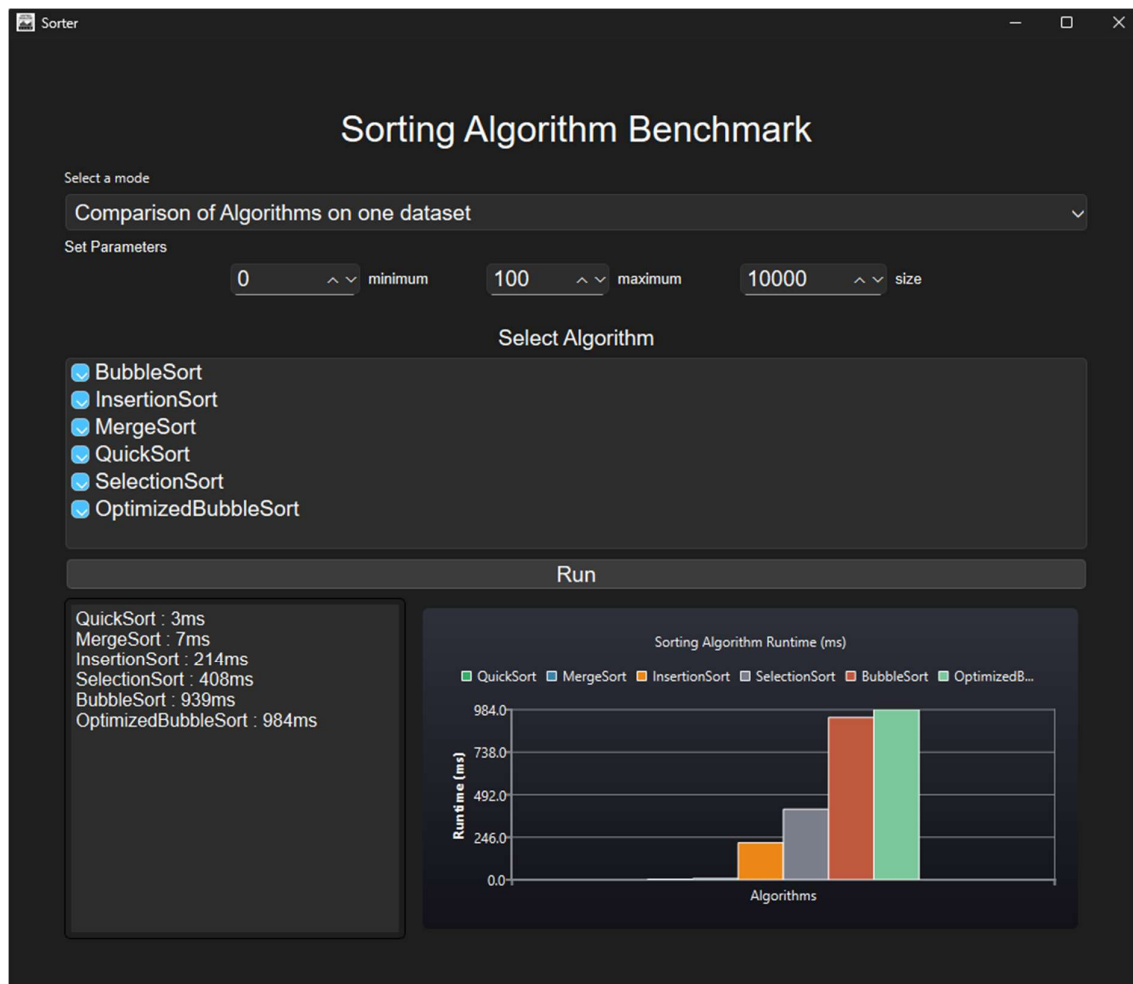 Sorter
Sorting Algorithm Benchmark
Select a mode
Comparison of Algorithms on one dataset
Set Parameters
0 minimum 100 maximum 10000 size
Select Algorithm
BubbleSort
InsertionSort
MergeSort
QuickSort
SelectionSort
OptimizedBubbleSort
Run
QuickSort : 3ms
MergeSort : 7ms
InsertionSort : 214ms
SelectionSort : 408ms
BubbleSort : 939ms
OptimizedBubbleSort : 984ms
Sorting Algorithm Runtime (ms)
QuickSort MergeSort InsertionSort SelectionSort BubbleSort OptimizedB...
984.0
738.0
492.0
246.0
0.0
Runtime (ms)
Algorithms